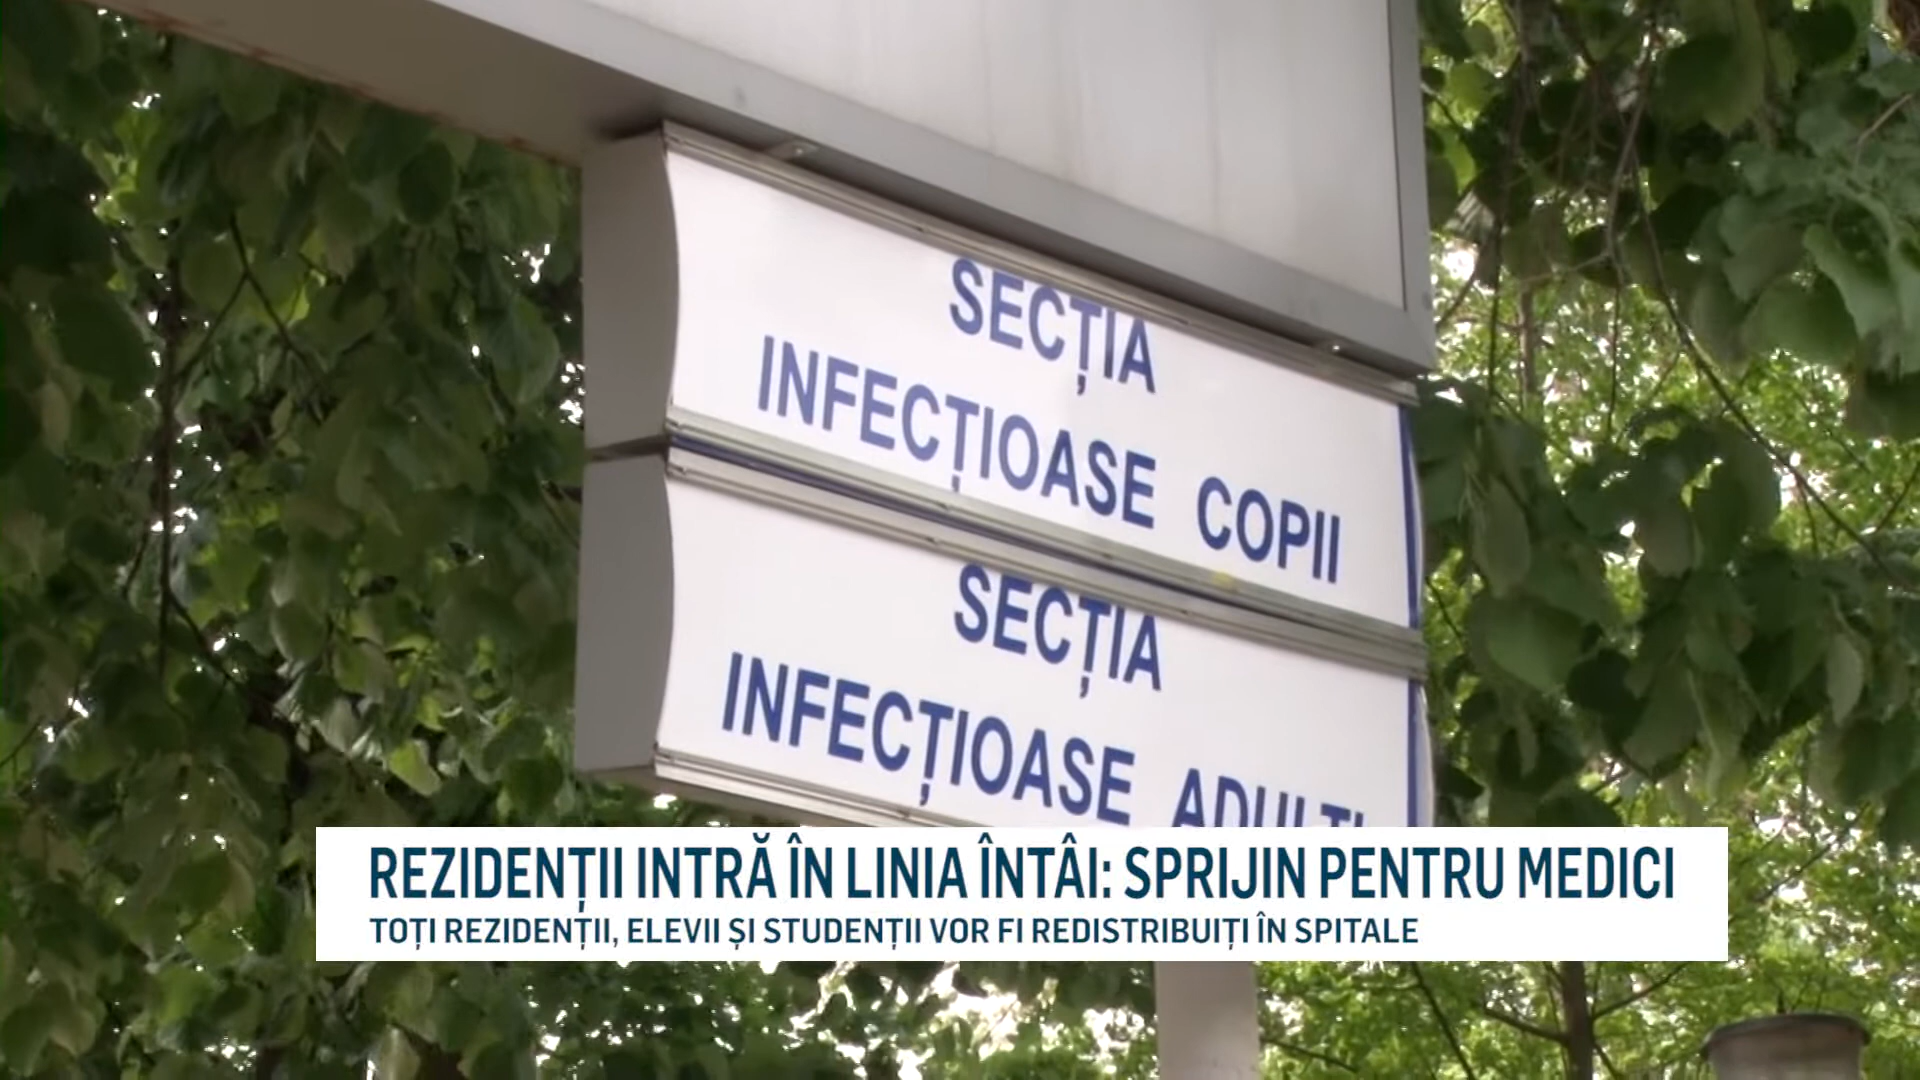 SECȚIA
INFECȚIOASE COPII
SECȚIA
INFECȚIOASE ADULȚI
REZIDENȚII INTRĂ ÎN LINIA ÎNTÂI: SPRIJIN PENTRU MEDICI
TOȚI REZIDENȚII, ELEVII ȘI STUDENȚII VOR FI REDISTRIBUIȚI ÎN SPITALE